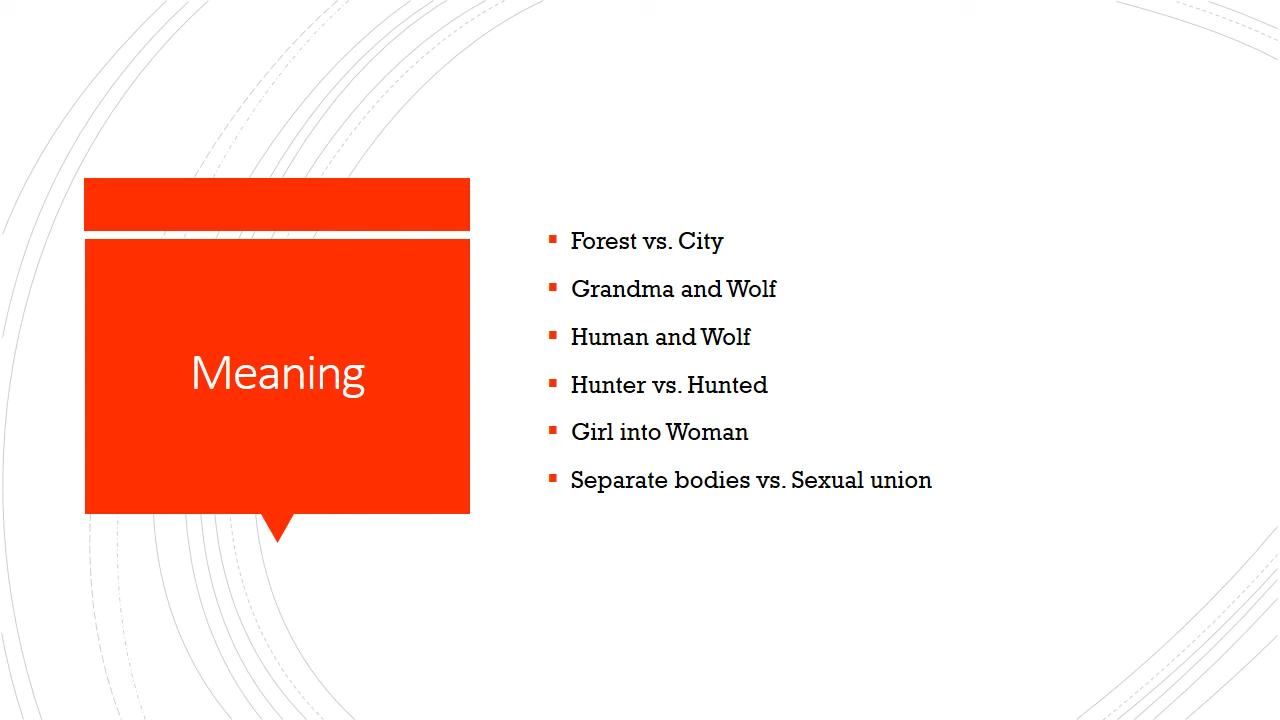 Meaning
Forest vs. City
Grandma and Wolf
Human and Wolf
Hunter vs. Hunted
Girl into Woman
Separate bodies vs. Sexual union